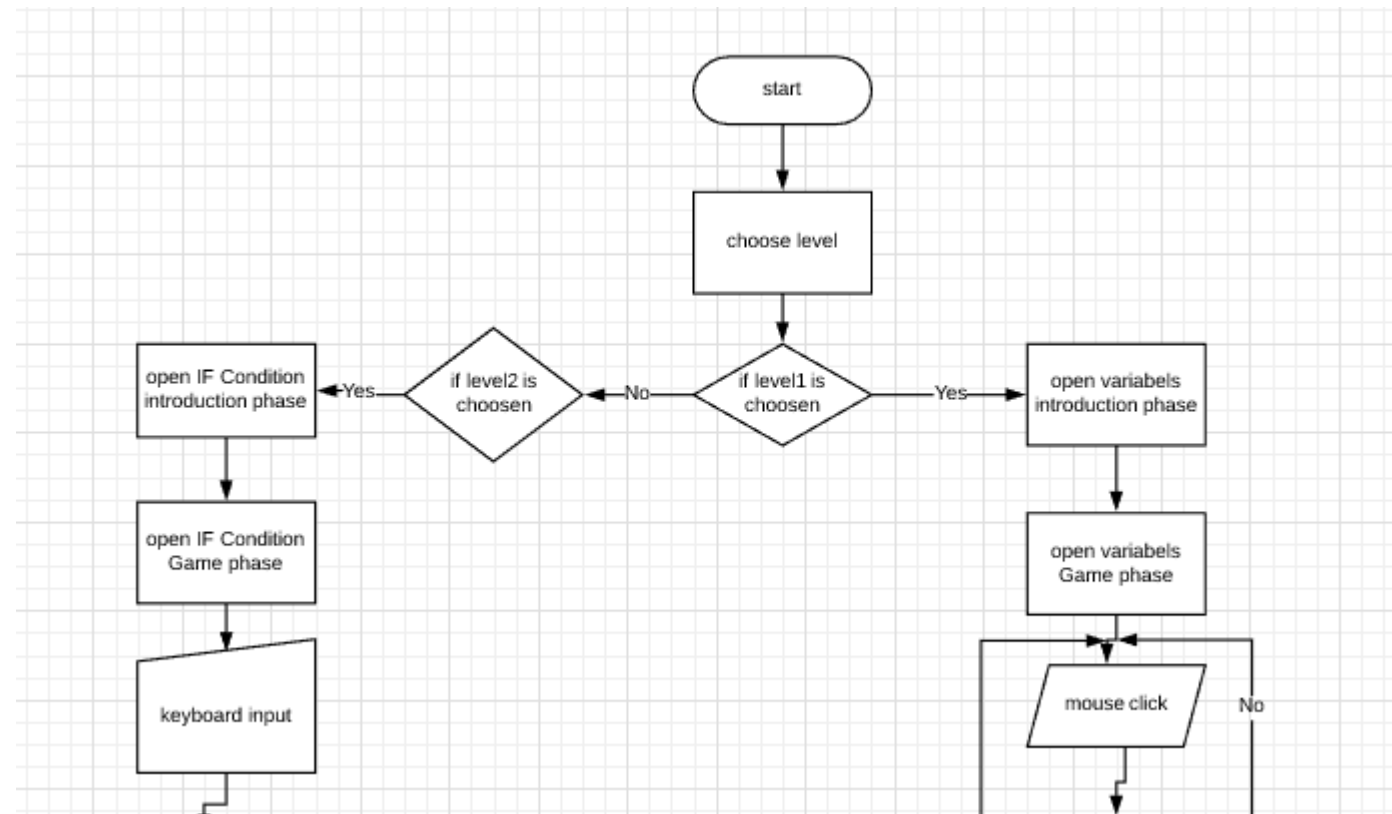 start
choose level
if level1 is
choosen
No
Yes
if level2 is
choosen
Yes
open IF Condition
introduction phase
open variabels
introduction phase
open IF Condition
Game phase
open variabels
Game phase
keyboard input
mouse click
No